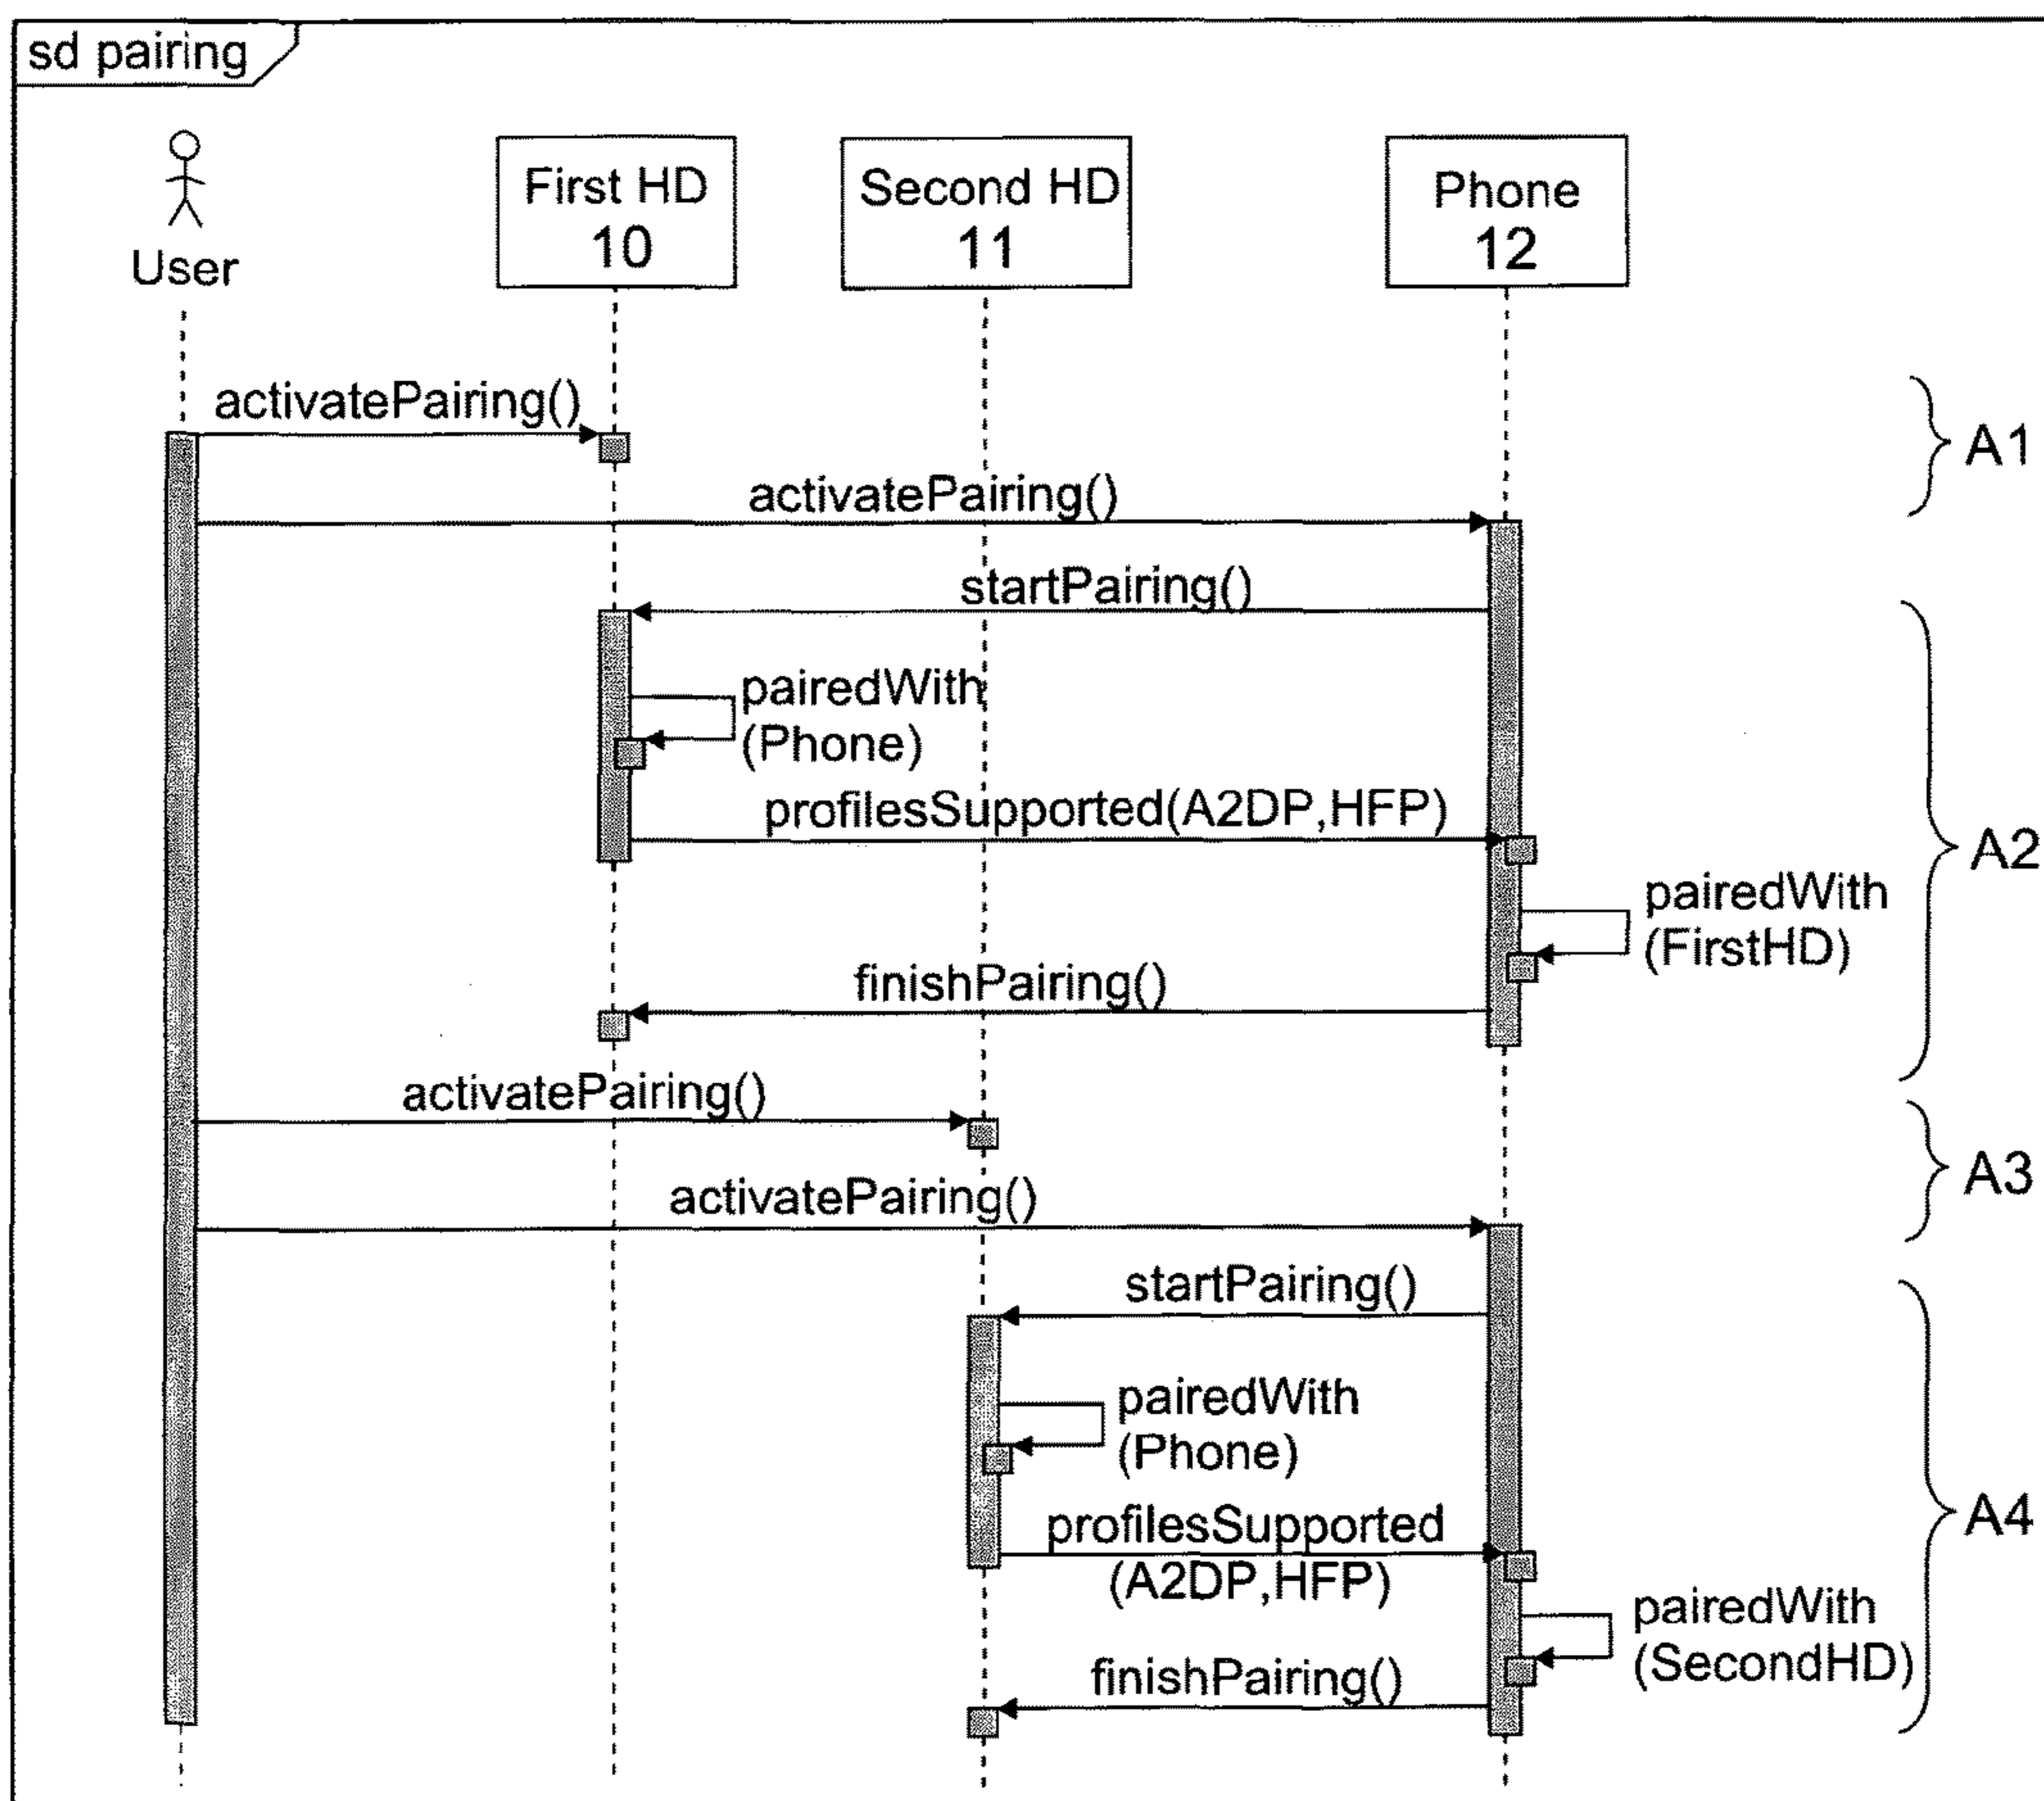 sd pairing
User
First HD
10
Second HD
11
Phone
12
activatePairing()
A1
activatePairing()
startPairing()
pairedWith
(Phone)
profilesSupported(A2DP,HFP)
A2
pairedWith
(FirstHD)
finishPairing()
activatePairing()
A3
activatePairing()
startPairing()
pairedWith
(Phone)
A4
profilesSupported
(A2DP,HFP)
pairedWith
(SecondHD)
finishPairing()